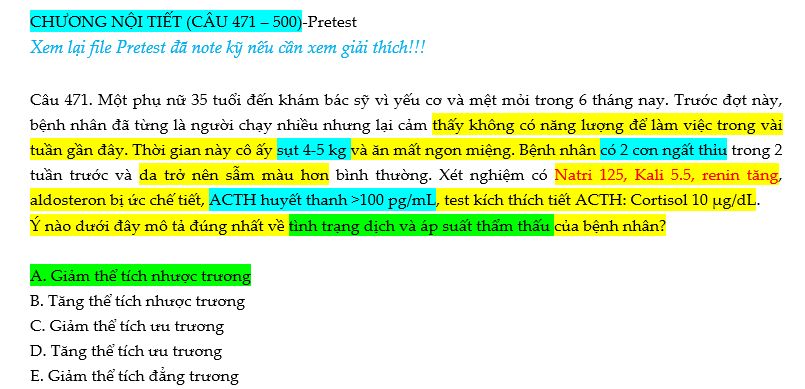 CHƯƠNG NỘI TIẾT (CÂU 471 – 500)-Pretest
Xem lại file Pretest đã note kỹ nếu cần xem giải thích!!!
Câu 471. Một phụ nữ 35 tuổi đến khám bác sỹ vì yếu cơ và mệt mỏi trong 6 tháng nay. Trước đợt này,
bệnh nhân đã từng là người chạy nhiều nhưng lại cảm thấy không có năng lượng để làm việc trong vài
tuần gần đây. Thời gian này cô ấy sụt 4-5 kg và ăn mất ngon miệng. Bệnh nhân có 2 cơn ngất thiu trong 2
tuần trước và da trở nên sẫm màu hơn bình thường. Xét nghiệm có Natri 125, Kali 5.5, renin tăng,
aldosteron bị ức chế tiết, ACTH huyết thanh >100 pg/mL, test kích thích tiết ACTH: Cortisol 10 µg/dL.
Ý nào dưới đây mô tả đúng nhất về tình trạng dịch và áp suất thẩm thấu của bệnh nhân?
A. Giảm thể tích nhược trương
B. Tăng thể tích nhược trương
C. Giảm thể tích ưu trương
D. Tăng thể tích ưu trương
E. Giảm thể tích đẳng trương